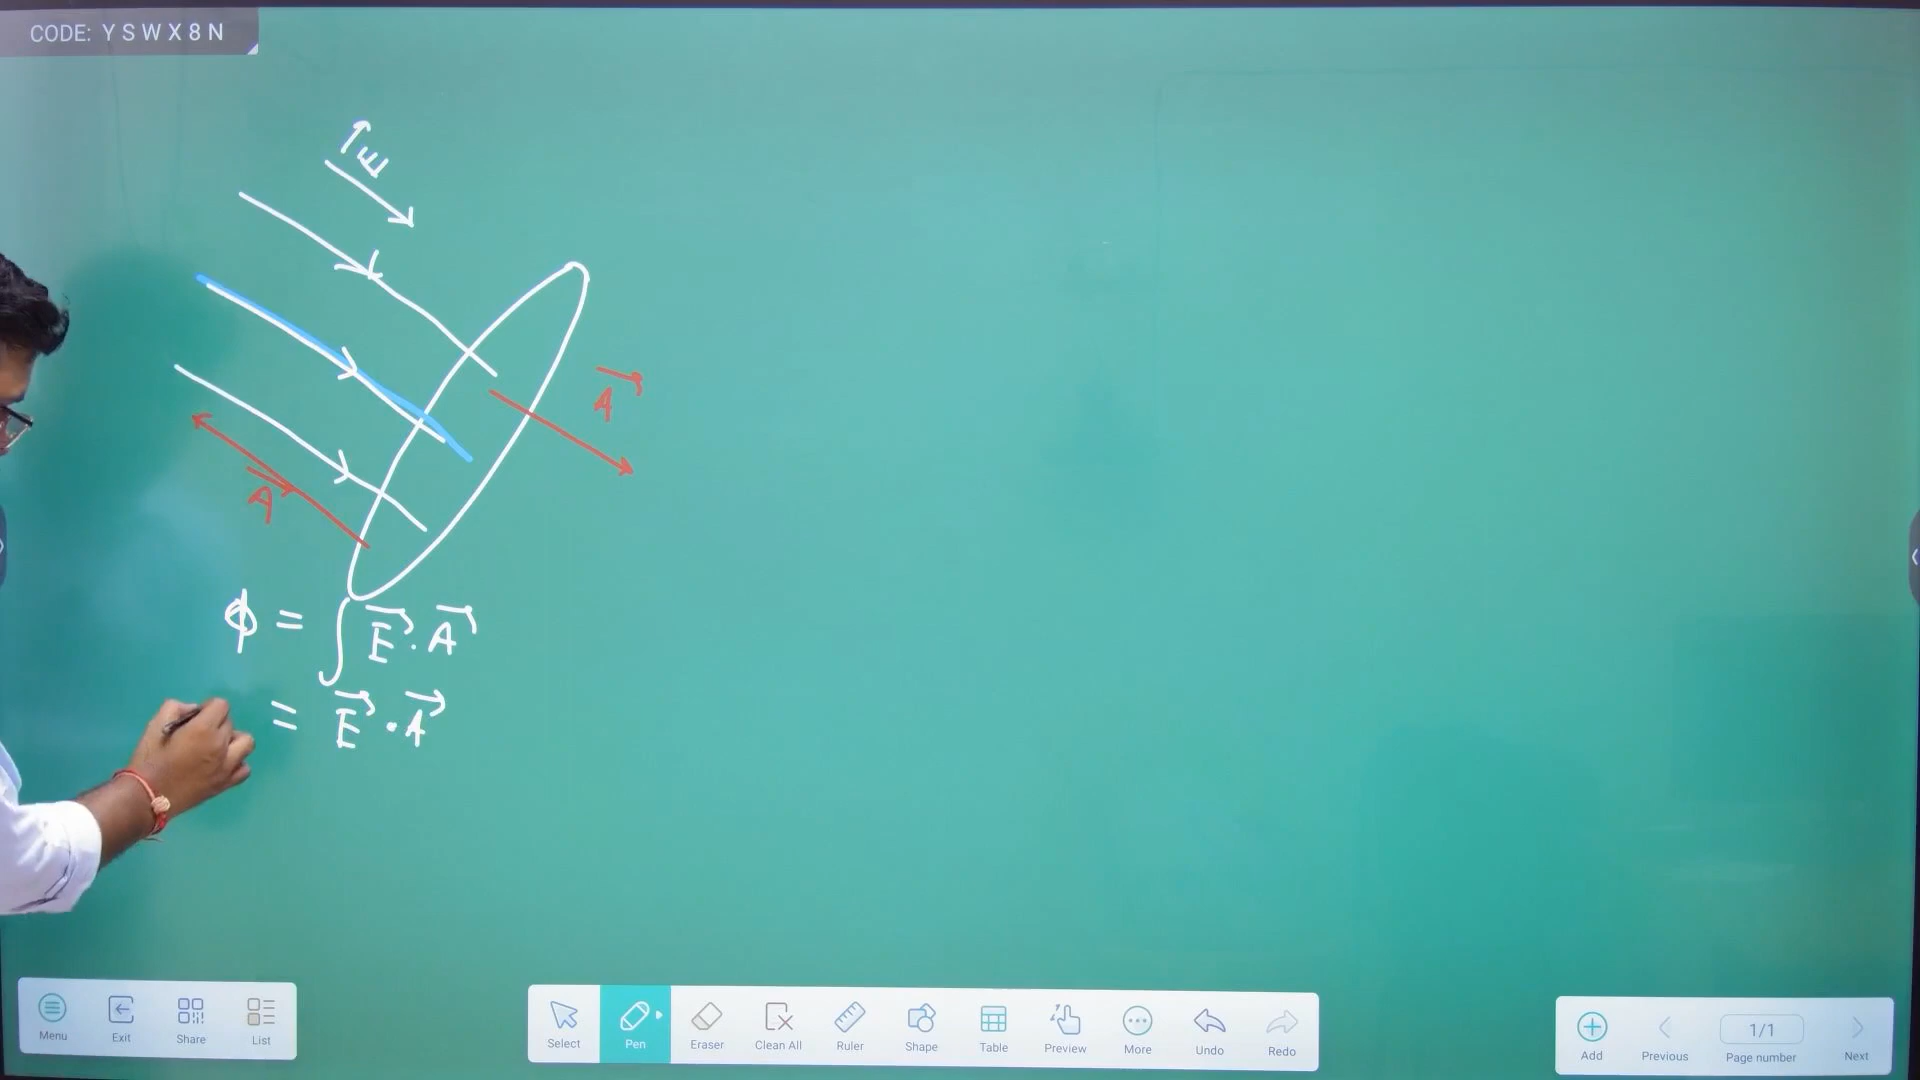 CODE: YSWX8N
E⃗
A⃗
A⃗
ϕ = ∫ E⃗ . A⃗
= E⃗ . A⃗
Menu Exit Share List
Select Pen Eraser Clean All Ruler Shape Table Preview More Undo Redo
Add Previous 1/1 Page number Next